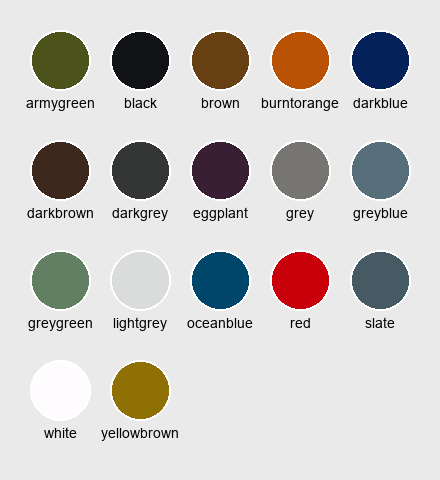 armygreen black brown burntorange darkblue
darkbrown darkgrey eggplant grey greyblue
greygreen lightgrey oceanblue red slate
white yellowbrown